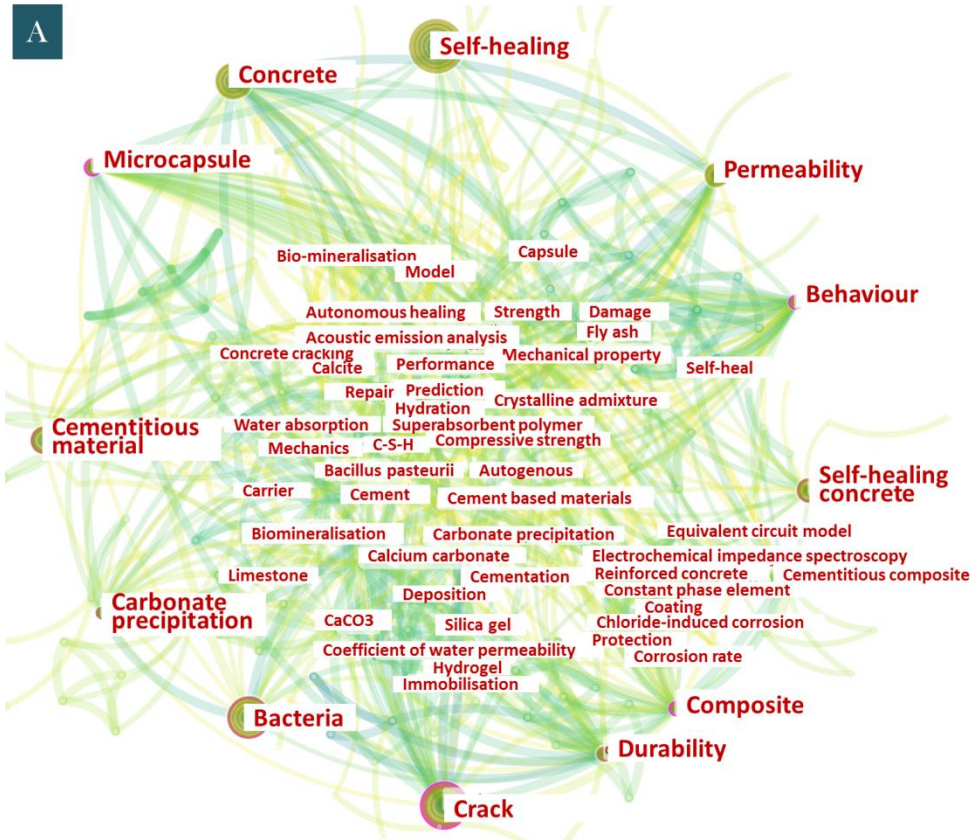 A
Self-healing
Concrete
Microcapsule
Permeability
Capsule
Bio-mineralisation
Model
Behaviour
Autonomous healing
Strength
Damage
Fly ash
Acoustic emission analysis
Concrete cracking
Mechanical property
Calcite
Performance
Self-heal
Repair
Prediction
Crystalline admixture
Hydration
Water absorption
Superabsorbent polymer
Cementitious
material
Mechanics
C-S-H
Compressive strength
Bacillus pasteurii
Autogenous
Self-healing
concrete
Carrier
Cement
Cement based materials
Biomineralisation
Carbonate precipitation
Equivalent circuit model
Calcium carbonate
Electrochemical impedance spectroscopy
Limestone
Cementation
Reinforced concrete
Cementitious composite
Deposition
Constant phase element
Carbonate
precipitation
Coating
CaCO3
Silica gel
Chloride-induced corrosion
Protection
Coefficient of water permeability
Corrosion rate
Hydrogel
Immobilisation
Composite
Bacteria
Durability
Crack